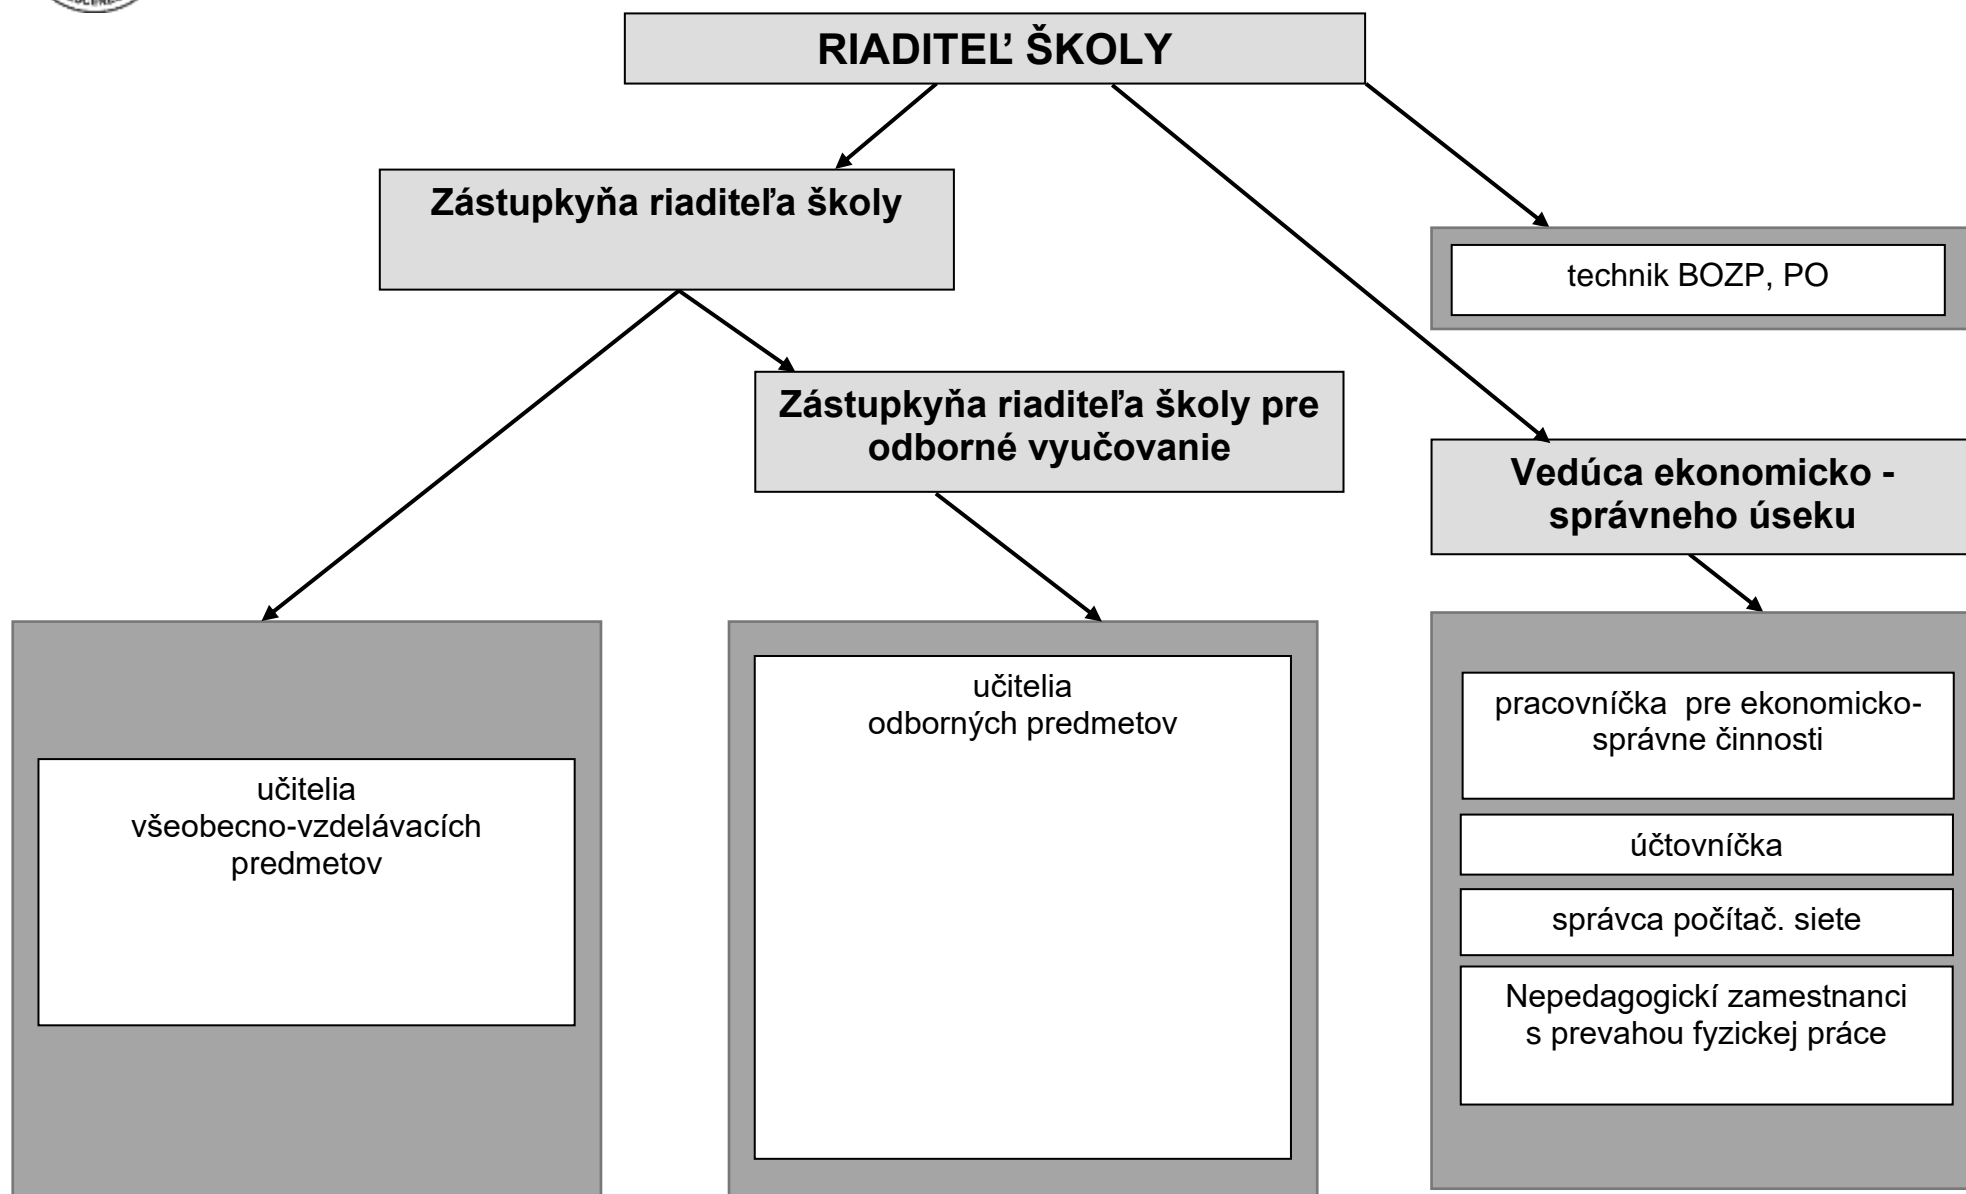 RIADITEĽ ŠKOLY
Zástupkyňa riaditeľa školy
technik BOZP, PO
Zástupkyňa riaditeľa školy pre
odborné vyučovanie
Vedúca ekonomicko -
správneho úseku
učitelia
všeobecno-vzdelávacích
predmetov
učitelia
odborných predmetov
pracovníčka  pre ekonomicko-
správne činnosti
účtovníčka
správca počítač. siete
Nepedagogickí zamestnanci
s prevahou fyzickej práce